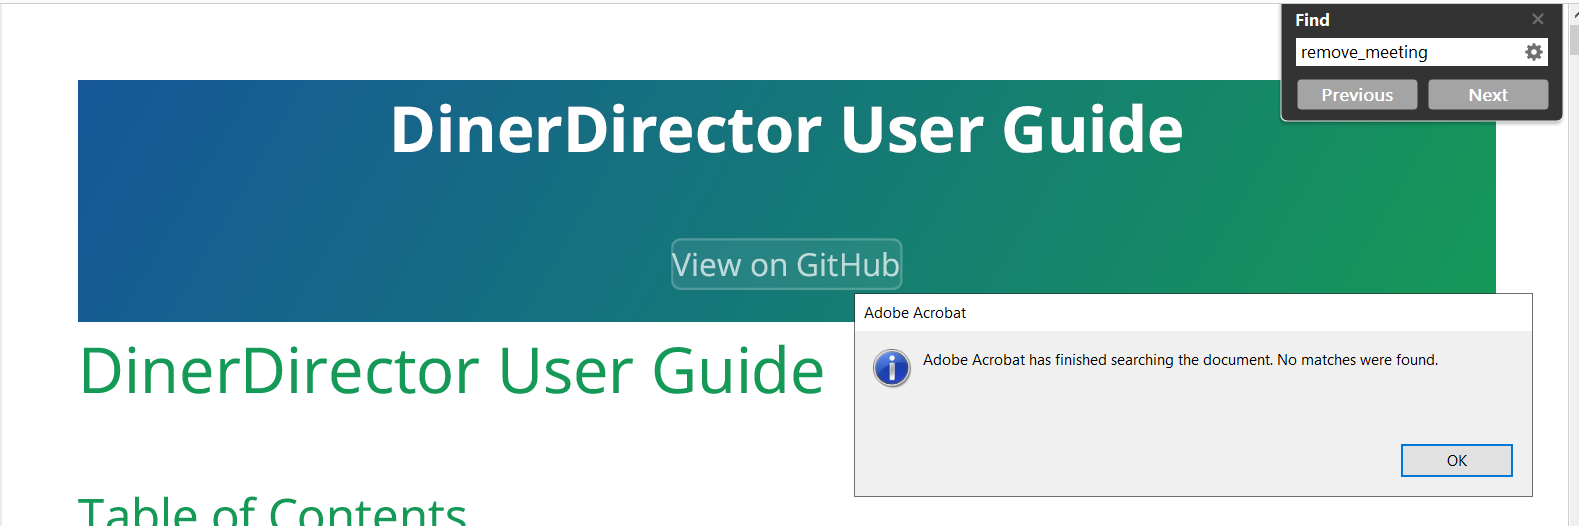 Find
remove_meeting
Previous Next
DinerDirector User Guide
View on GitHub
Adobe Acrobat
Adobe Acrobat has finished searching the document. No matches were found.
OK
DinerDirector User Guide
Table of Contents